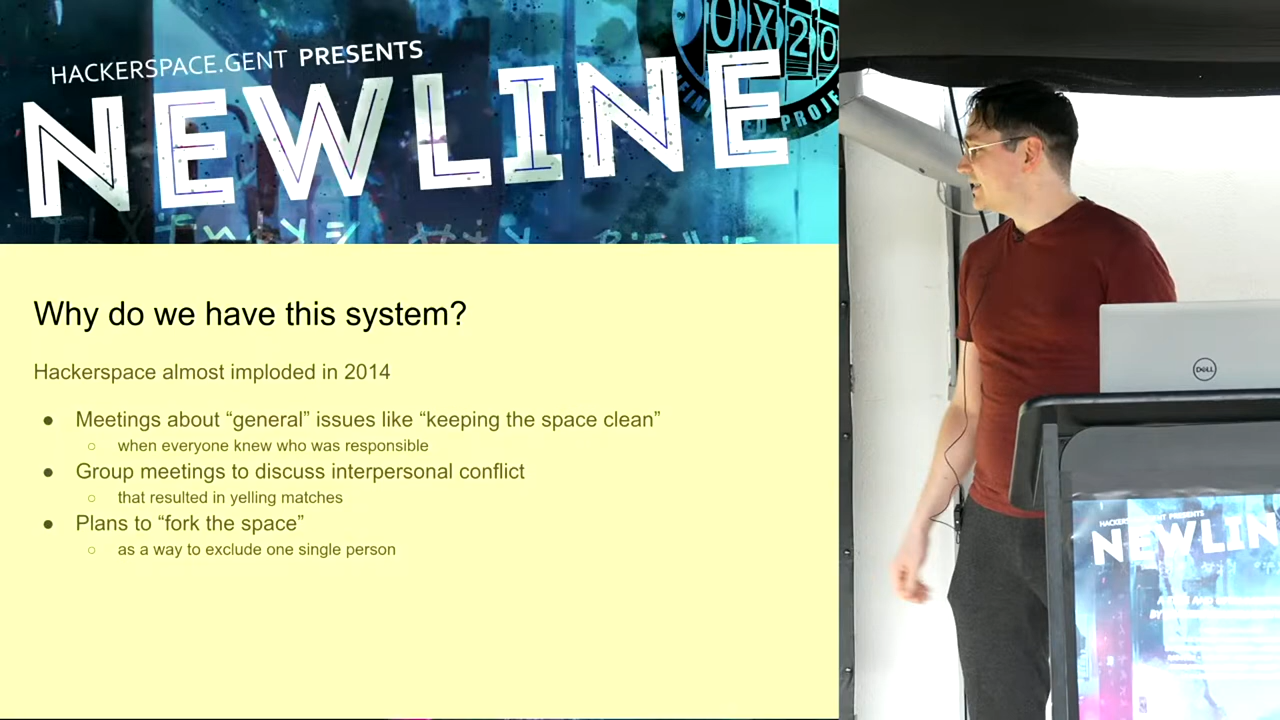 HACKERSPACE.GENT PRESENTS
NEWLINE
0X20
Why do we have this system?
Hackerspace almost imploded in 2014
● Meetings about “general” issues like “keeping the space clean”
○ when everyone knew who was responsible
● Group meetings to discuss interpersonal conflict
○ that resulted in yelling matches
● Plans to “fork the space”
○ as a way to exclude one single person
DELL
NEWLIN